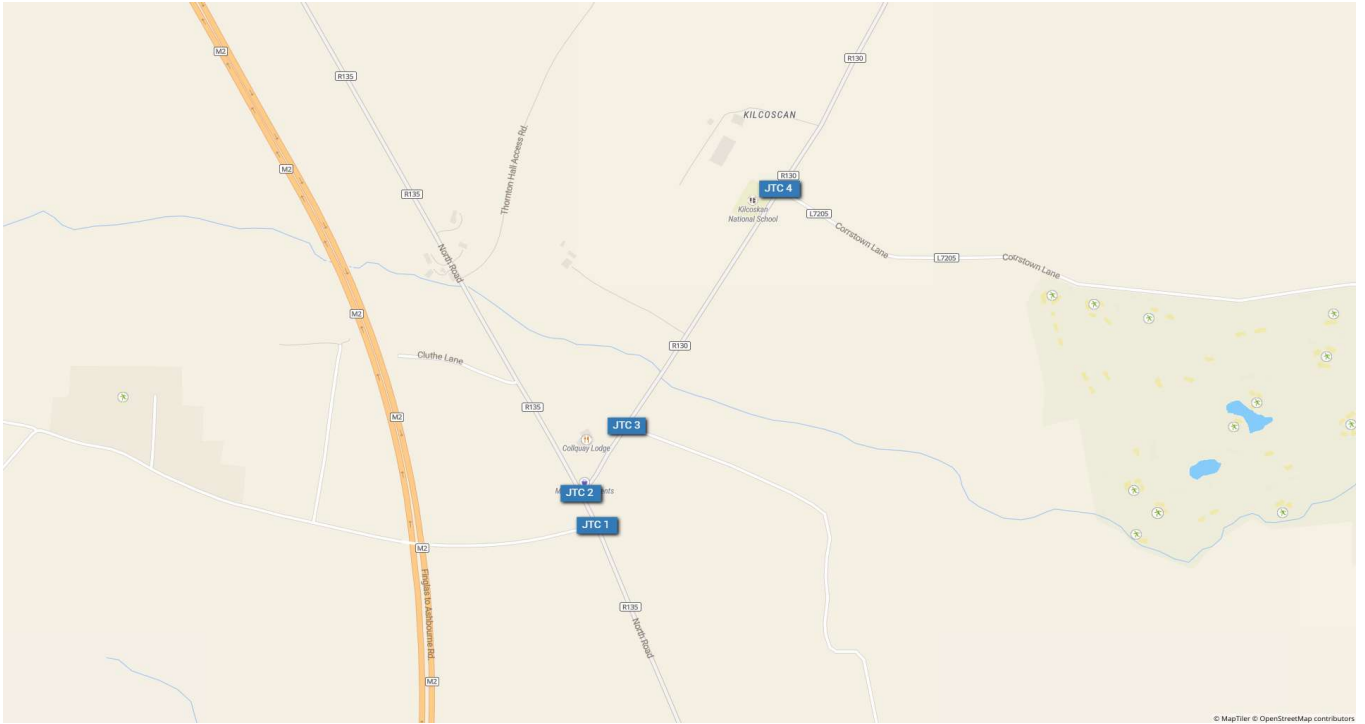 M2
R135
R130
R135
KILCOSCAN
Thornton Hall Access Rd.
M2
R130
JTC 4
R135
Kilcoskan
National School
L7205
Corrstown Lane
North Road
L7205
Corrstown Lane
M2
R130
Cluthe Lane
R135
M2
JTC 3
Collquay Lodge
JTC 2
JTC 1
M2
Finglas to Ashbourne Rd.
R135
North Road
M2
© MapTiler © OpenStreetMap contributors